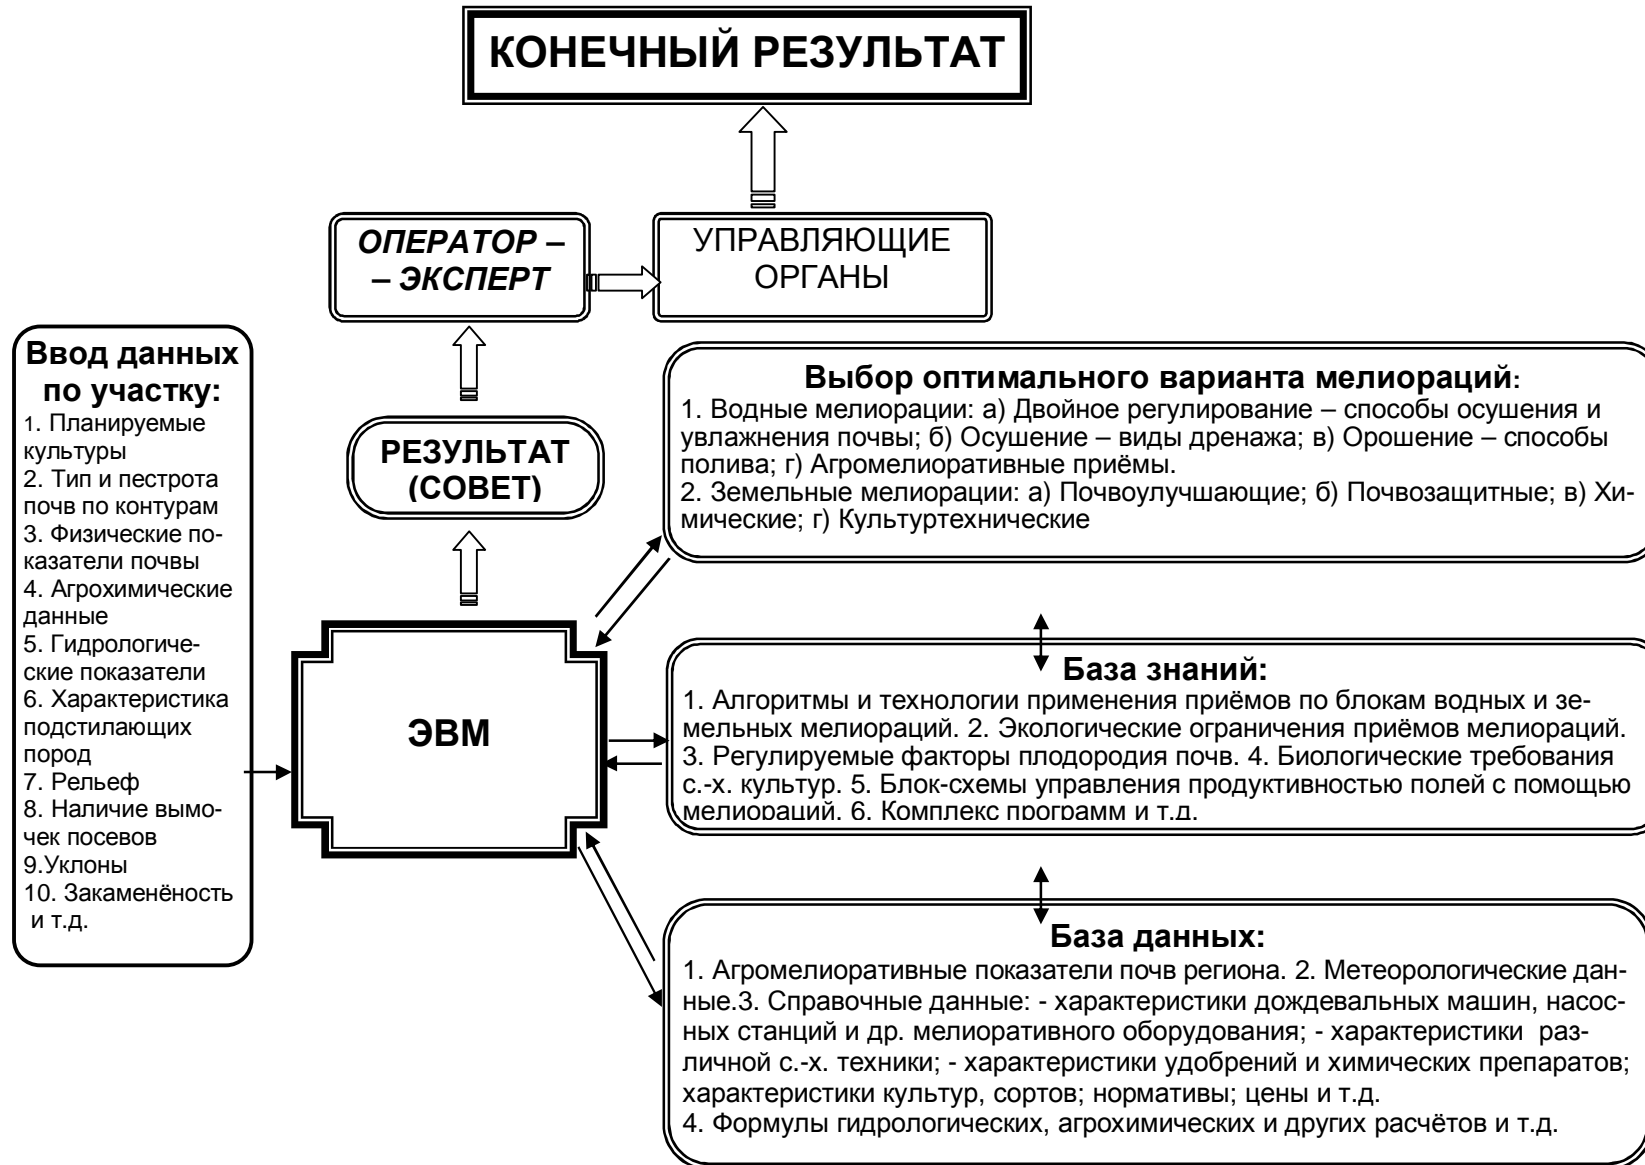 КОНЕЧНЫЙ РЕЗУЛЬТАТ
ОПЕРАТОР –
– ЭКСПЕРТ
УПРАВЛЯЮЩИЕ
ОРГАНЫ
Ввод данных
по участку:
1. Планируемые
культуры
2. Тип и пестрота
почв по контурам
3. Физические по-
казатели почвы
4. Агрохимические
данные
5. Гидрологиче-
ские показатели
6. Характеристика
подстилающих
пород
7. Рельеф
8. Наличие вымо-
чек посевов
9.Уклоны
10. Закаменёность
и т.д.
РЕЗУЛЬТАТ
(СОВЕТ)
ЭВМ
Выбор оптимального варианта мелиораций:
1. Водные мелиорации: а) Двойное регулирование – способы осушения и
увлажнения почвы; б) Осушение – виды дренажа; в) Орошение – способы
полива; г) Агромелиоративные приёмы.
2. Земельные мелиорации: а) Почвоулучшающие; б) Почвозащитные; в) Хи-
мические; г) Культуртехнические
База знаний:
1. Алгоритмы и технологии применения приёмов по блокам водных и зе-
мельных мелиораций. 2. Экологические ограничения приёмов мелиораций.
3. Регулируемые факторы плодородия почв. 4. Биологические требования
с.-х. культур. 5. Блок-схемы управления продуктивностью полей с помощью
мелиораций. 6. Комплекс программ и т.д.
База данных:
1. Агромелиоративные показатели почв региона. 2. Метеорологические дан-
ные.3. Справочные данные: - характеристики дождевальных машин, насос-
ных станций и др. мелиоративного оборудования; - характеристики раз-
личной с.-х. техники; - характеристики удобрений и химических препаратов;
характеристики культур, сортов; нормативы; цены и т.д.
4. Формулы гидрологических, агрохимических и других расчётов и т.д.